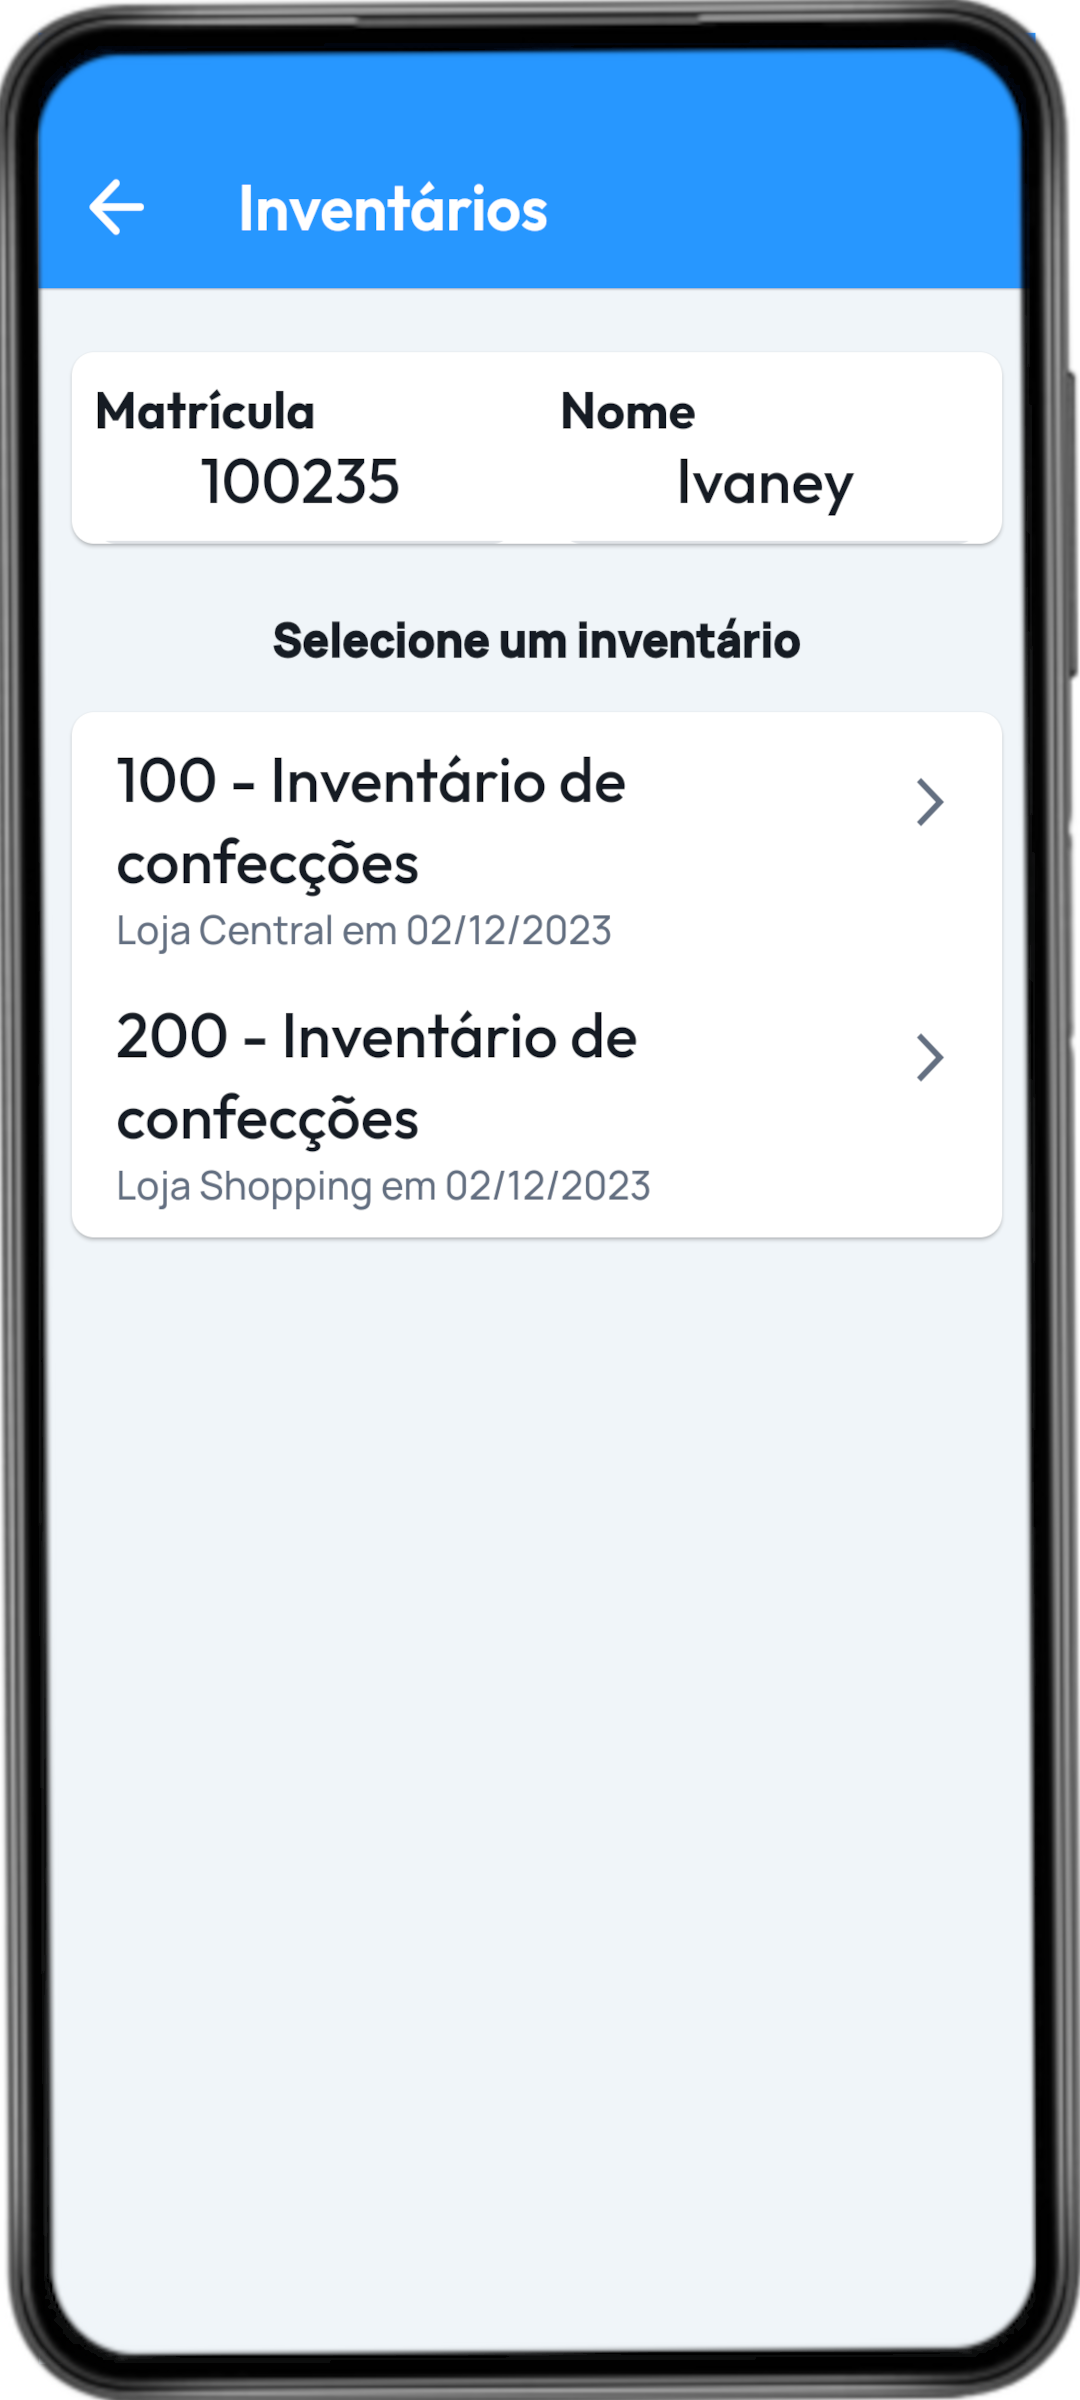 Inventários
Matrícula
Nome
100235
Ivaney
Selecione um inventário
100 - Inventário de
confecções
Loja Central em 02/12/2023
200 - Inventário de
confecções
Loja Shopping em 02/12/2023